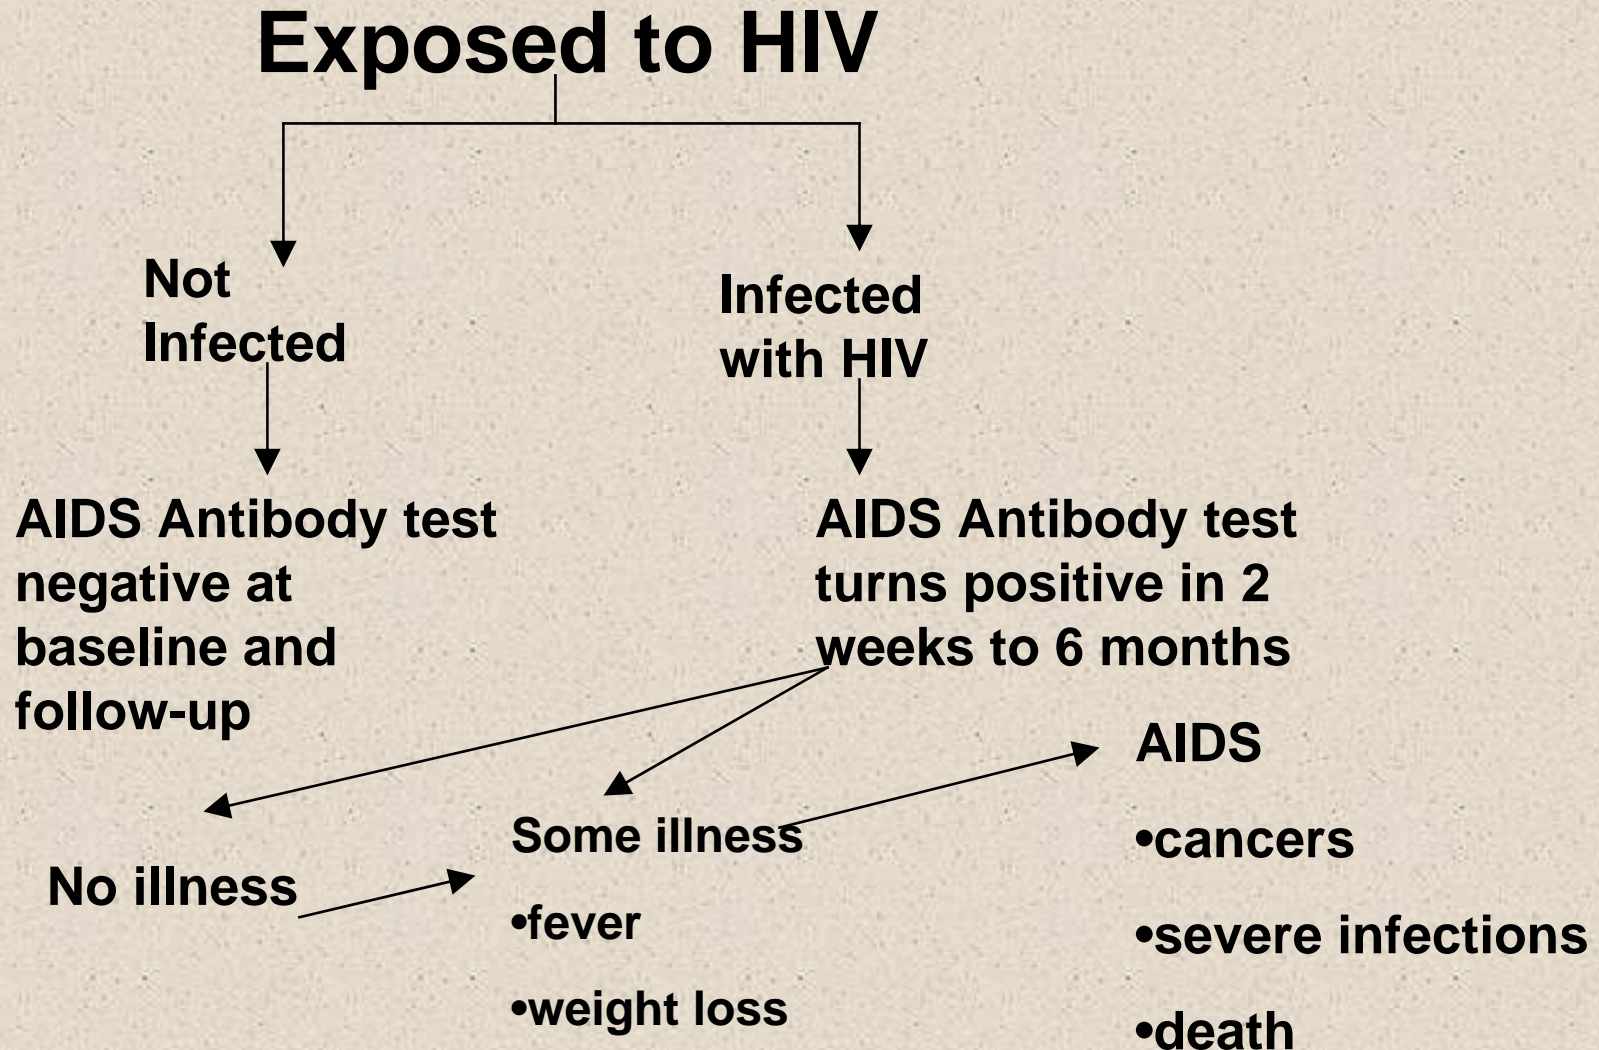 Exposed to HIV
Not
Infected
Infected
with HIV
AIDS Antibody test
negative at
baseline and
follow-up
AIDS Antibody test
turns positive in 2
weeks to 6 months
No illness
Some illness
•fever
•weight loss
AIDS
•cancers
•severe infections
•death